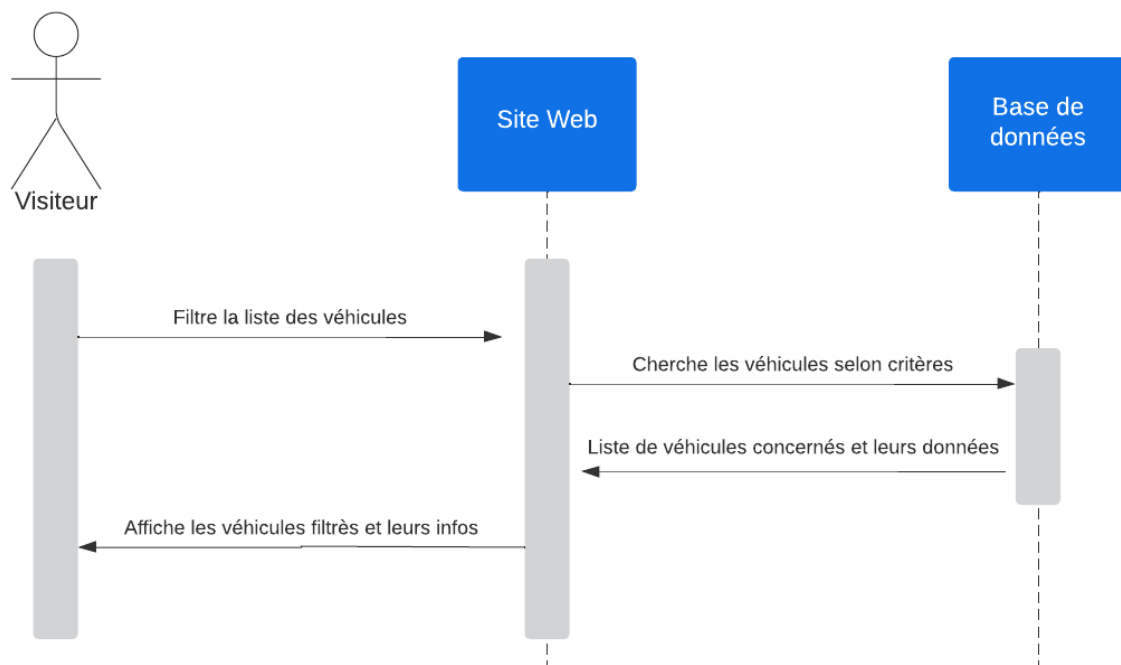 Visiteur
Site Web
Base de
données
Filtre la liste des véhicules
Cherche les véhicules selon critères
Liste de véhicules concernés et leurs données
Affiche les véhicules filtrès et leurs infos